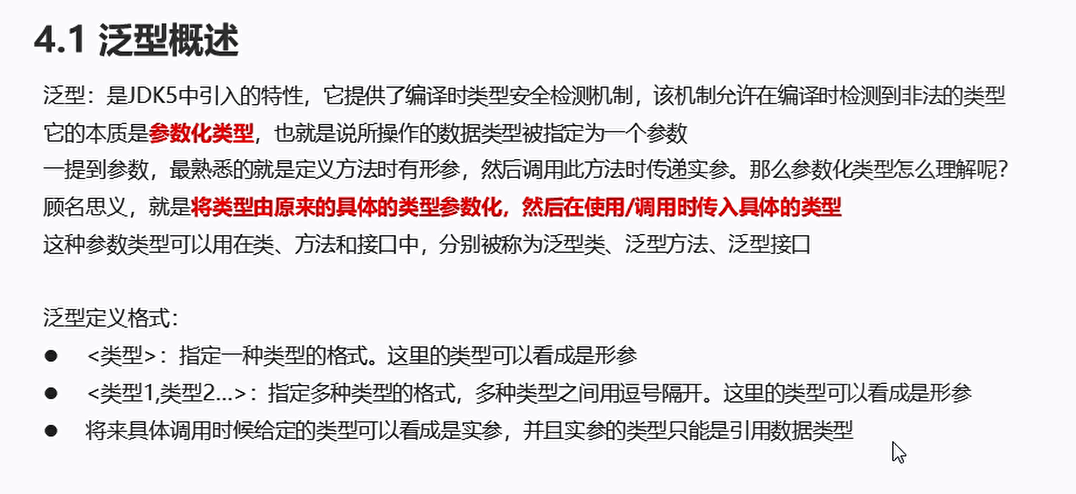 4.1 泛型概述
泛型：是JDK5中引入的特性，它提供了编译时类型安全检测机制，该机制允许在编译时检测到非法的类型
它的本质是参数化类型，也就是说所操作的数据类型被指定为一个参数
一提到参数，最熟悉的就是定义方法时有形参，然后调用此方法时传递实参。那么参数化类型怎么理解呢？
顾名思义，就是将类型由原来的具体的类型参数化，然后在使用/调用时传入具体的类型
这种参数类型可以用在类、方法和接口中，分别被称为泛型类、泛型方法、泛型接口
泛型定义格式：
● <类型>：指定一种类型的格式。这里的类型可以看成是形参
● <类型1,类型2...>：指定多种类型的格式，多种类型之间用逗号隔开。这里的类型可以看成是形参
● 将来具体调用时候给定的类型可以看成是实参，并且实参的类型只能是引用数据类型